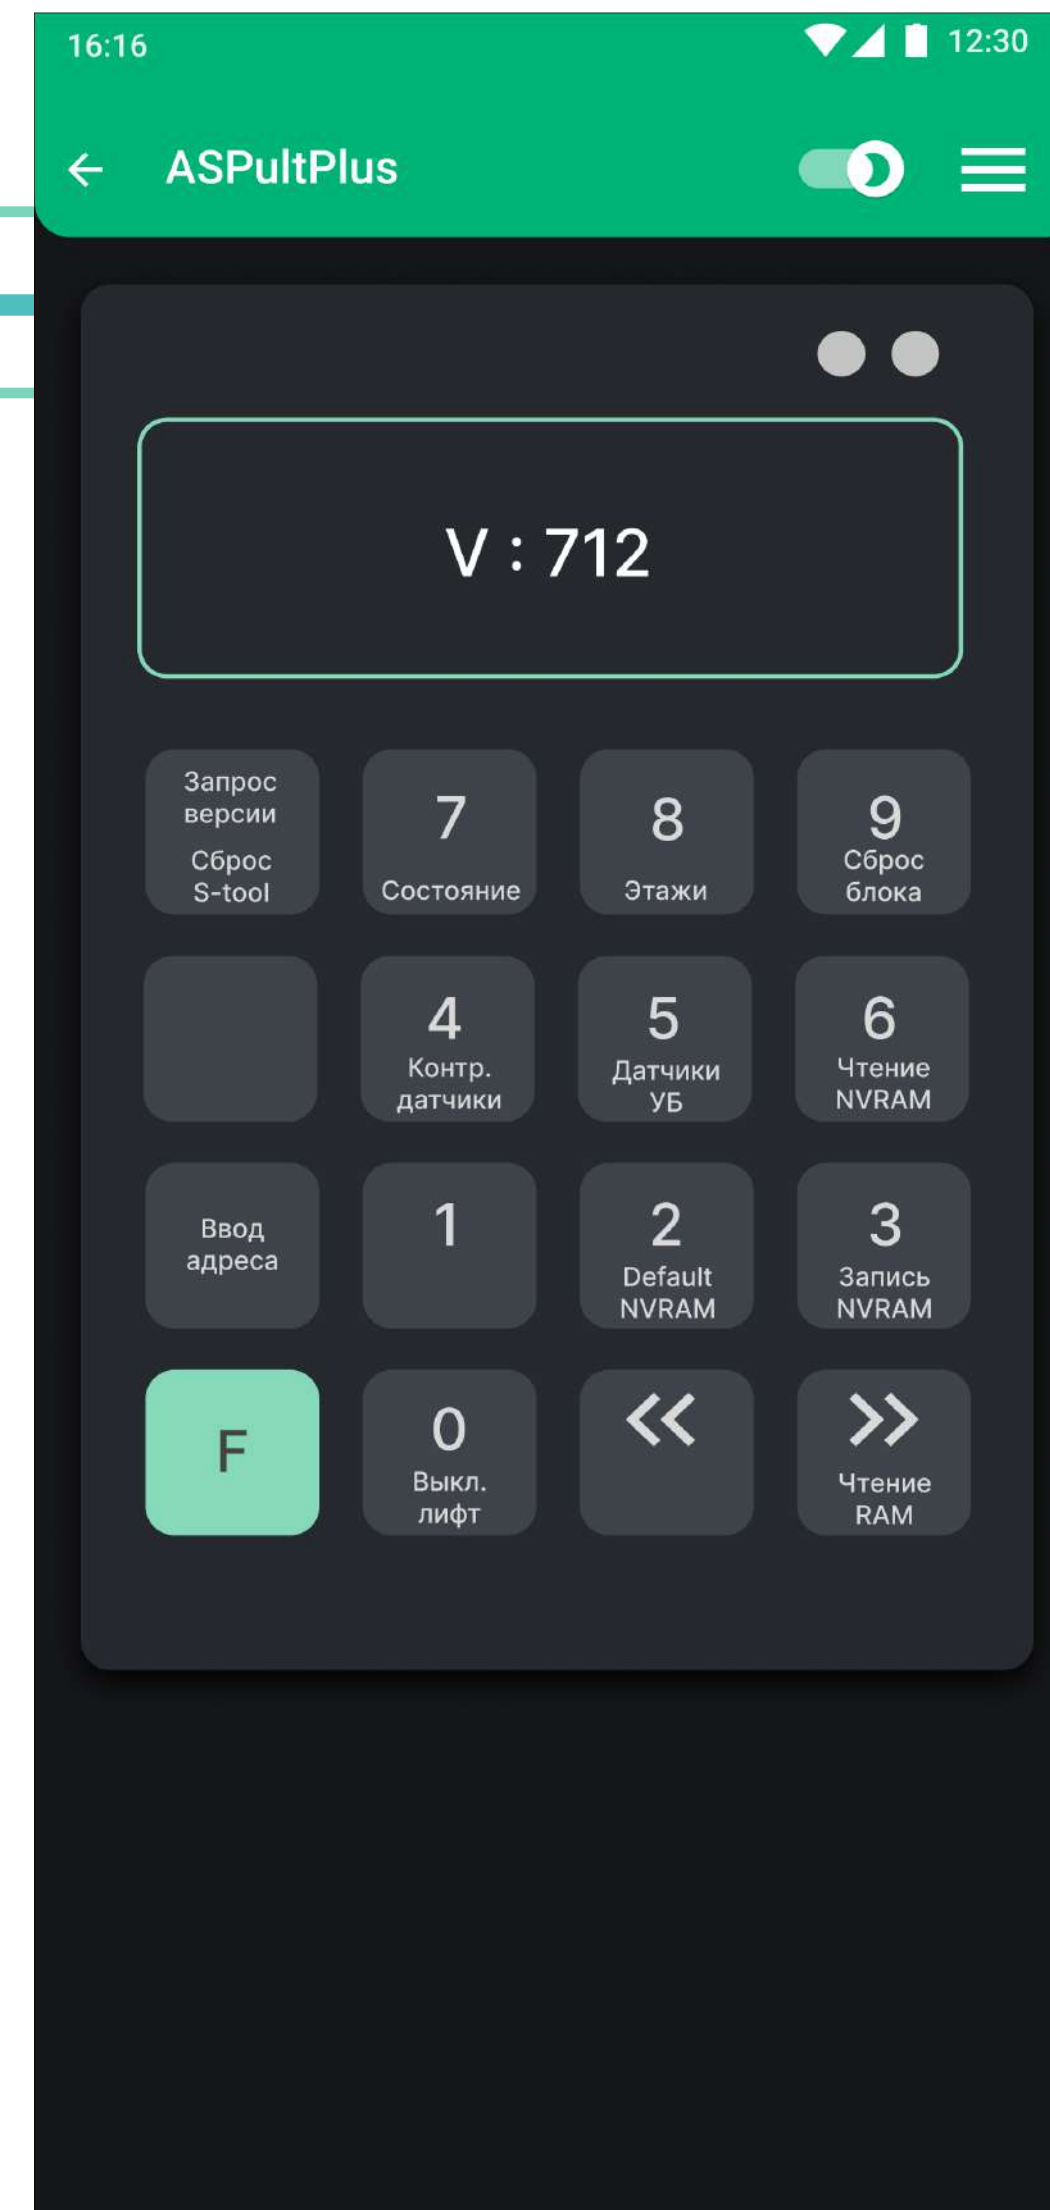 16:16
12:30
ASPultPlus
V : 712
Запрос
версии
Сброс
S-tool
7
Состояние
8
Этажи
9
Сброс
блока
4
Контр.
датчики
5
Датчики
УБ
6
Чтение
NVRAM
Ввод
адреса
1
2
Default
NVRAM
3
Запись
NVRAM
F
0
Выкл.
лифт
<<
>>
Чтение
RAM